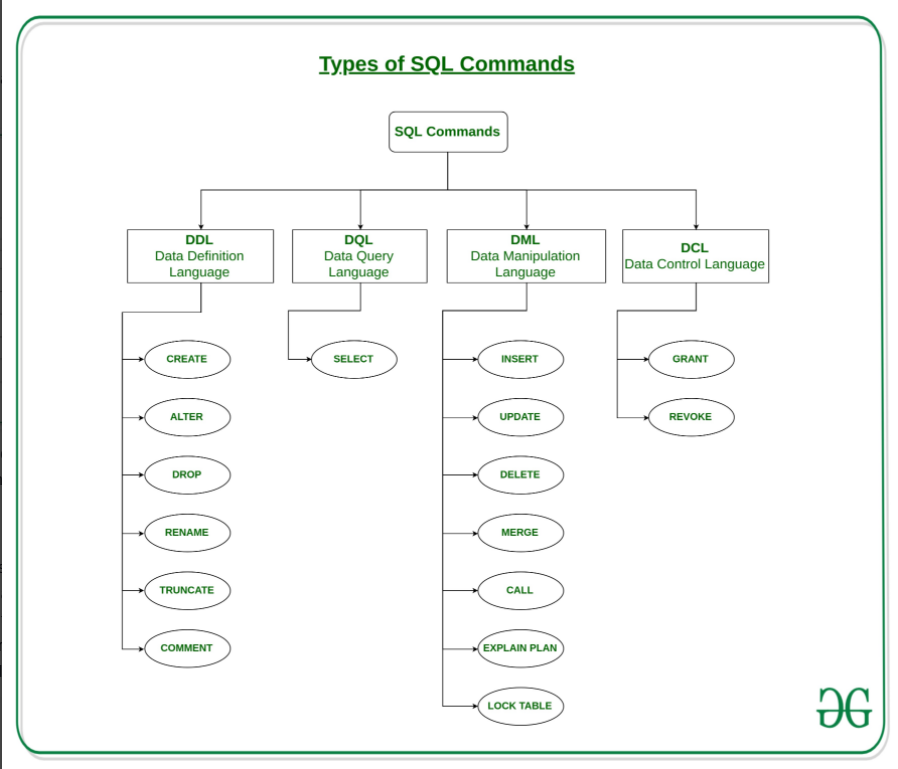 Types of SQL Commands
SQL Commands
DDL
Data Definition
Language
DQL
Data Query
Language
DML
Data Manipulation
Language
DCL
Data Control Language
CREATE
ALTER
DROP
RENAME
TRUNCATE
COMMENT
SELECT
INSERT
UPDATE
DELETE
MERGE
CALL
EXPLAIN PLAN
LOCK TABLE
GRANT
REVOKE